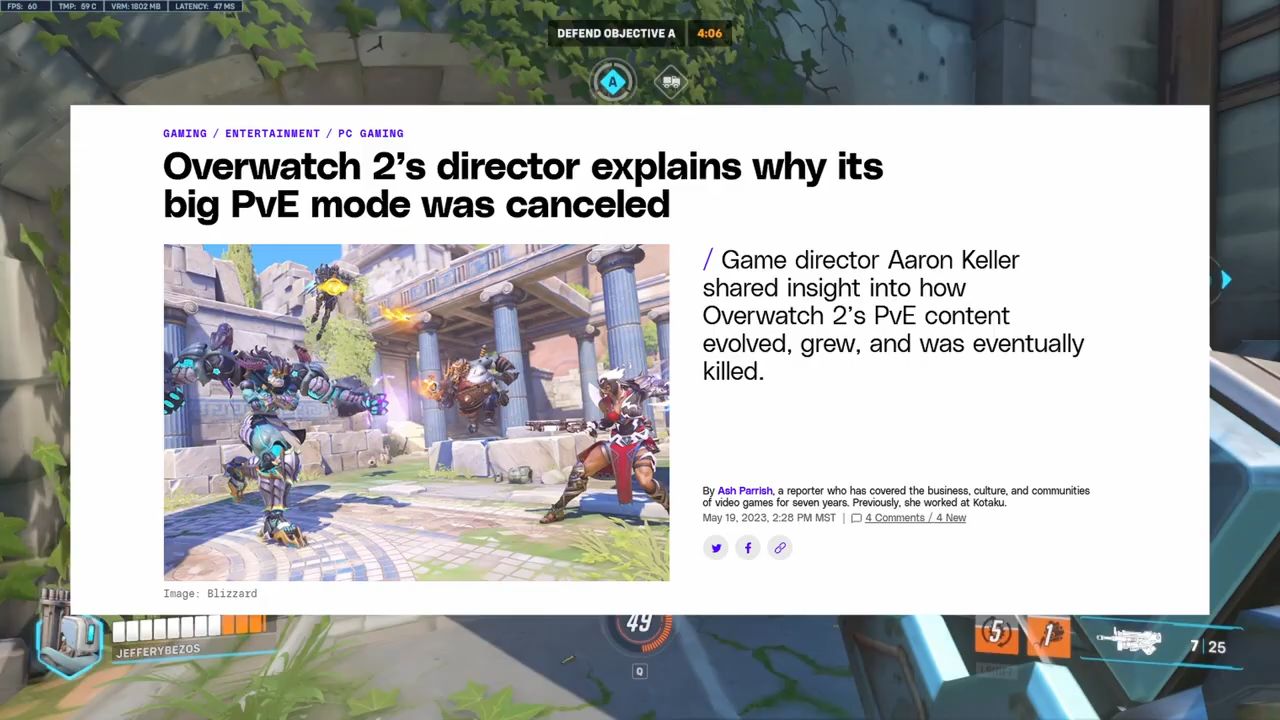 FPS: 60 TMP: 59 C VRM: 1802 MB LATENCY: 47 MS
DEFEND OBJECTIVE A 4:06
A
GAMING / ENTERTAINMENT / PC GAMING
Overwatch 2’s director explains why its
big PvE mode was canceled
/ Game director Aaron Keller
shared insight into how
Overwatch 2’s PvE content
evolved, grew, and was eventually
killed.
By Ash Parrish, a reporter who has covered the business, culture, and communities
of video games for seven years. Previously, she worked at Kotaku.
May 19, 2023, 2:28 PM MST | 4 Comments / 4 New
Image: Blizzard
JEFFERYBEZOS
49
Q
5 1
7 | 25